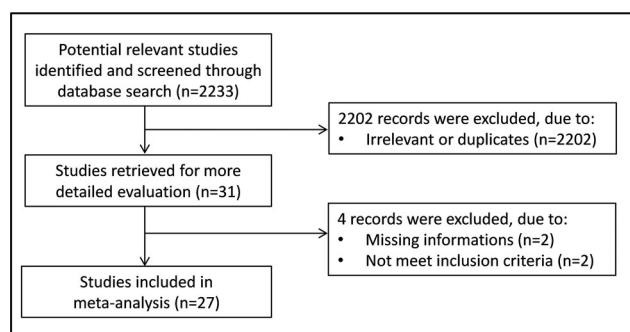 Potential relevant studies
identified and screened through
database search (n=2233)
2202 records were excluded, due to:
• Irrelevant or duplicates (n=2202)
Studies retrieved for more
detailed evaluation (n=31)
4 records were excluded, due to:
• Missing informations (n=2)
• Not meet inclusion criteria (n=2)
Studies included in
meta-analysis (n=27)